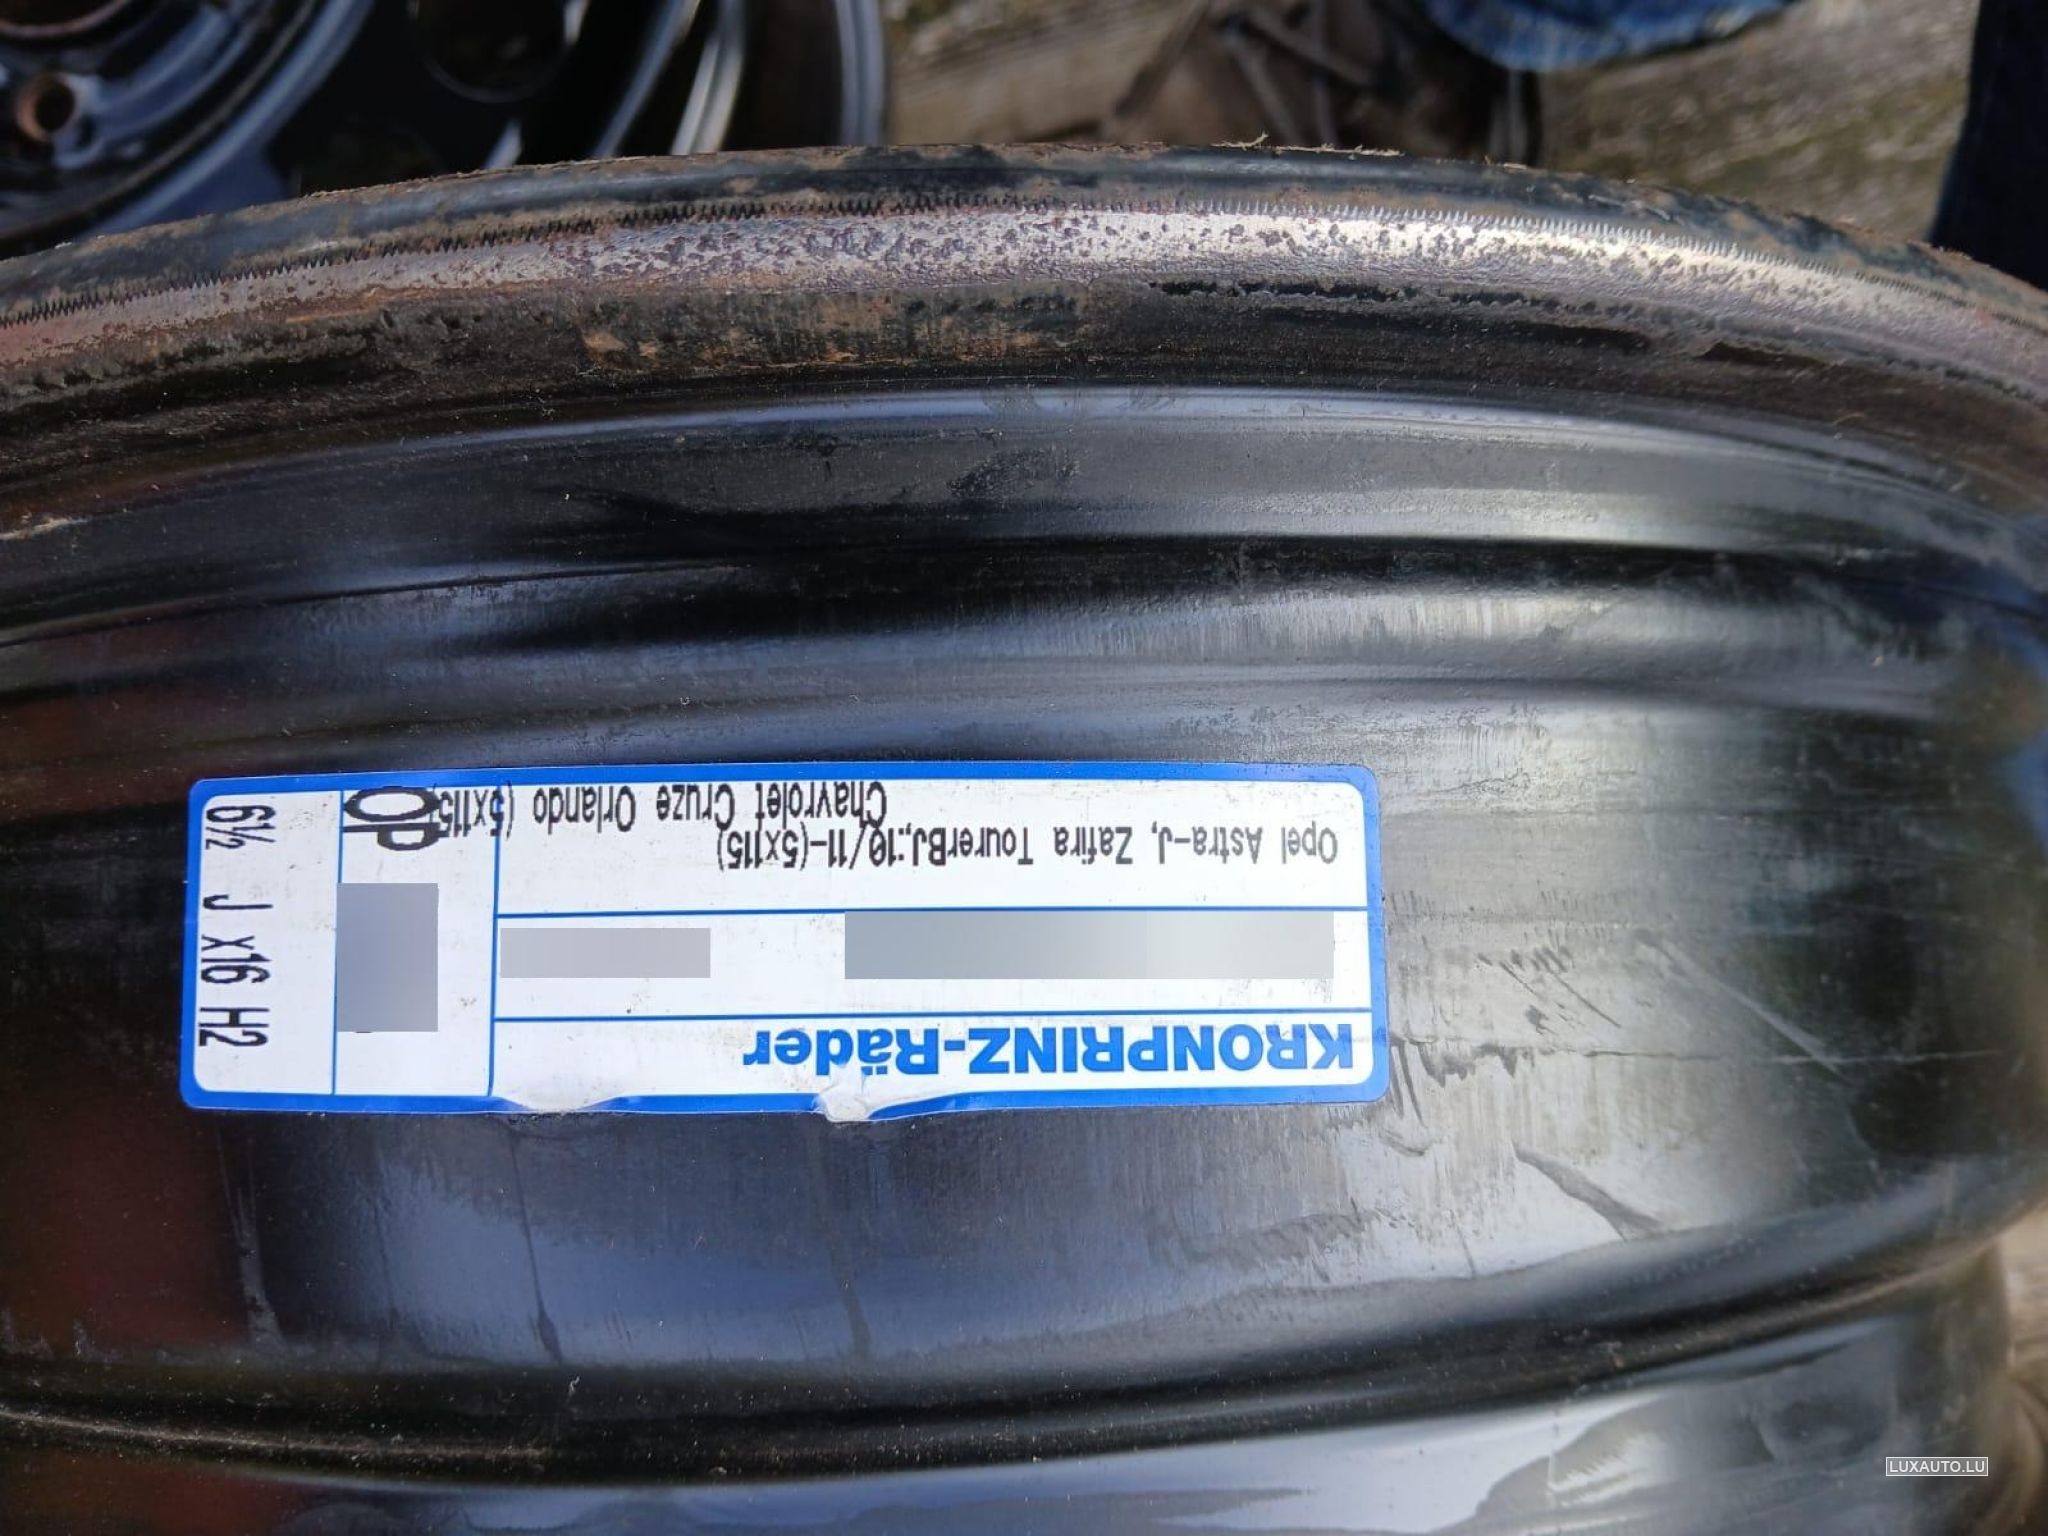 KRONPRINZ-Räder
Opel Astra-J, Zafira TourerBJ.:10/11-(5x115)
Chavrolet Cruze Orlando (5x115)
OP
6½ J x16 H2
LUXAUTO.LU